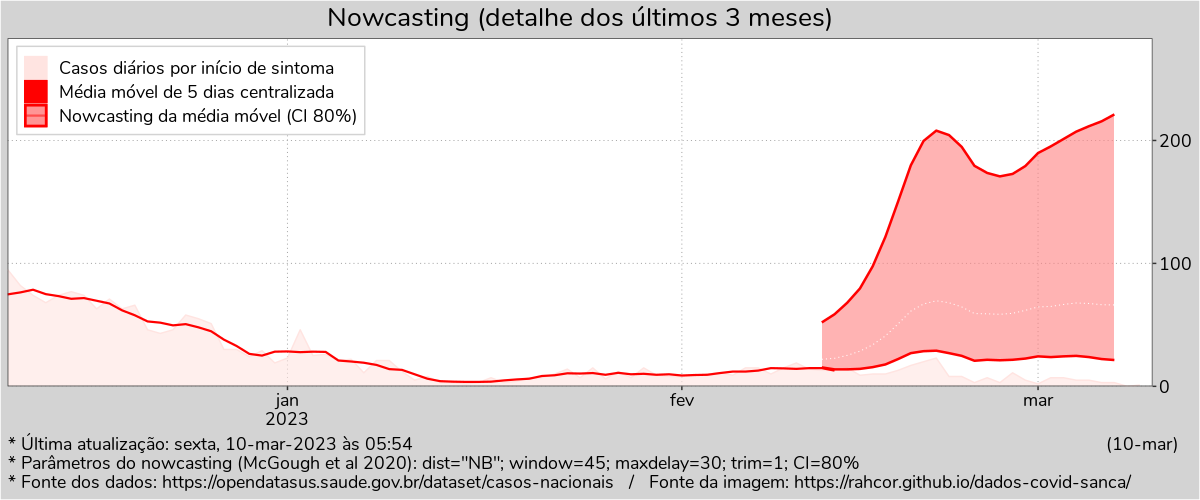 Nowcasting (detalhe dos últimos 3 meses)
Casos diários por início de sintoma
Média móvel de 5 dias centralizada
Nowcasting da média móvel (CI 80%)
200
100
0
jan
2023
fev
mar
* Última atualização: sexta, 10-mar-2023 às 05:54
(10-mar)
* Parâmetros do nowcasting (McGough et al 2020): dist="NB"; window=45; maxdelay=30; trim=1; CI=80%
* Fonte dos dados: https://opendatasus.saude.gov.br/dataset/casos-nacionais / Fonte da imagem: https://rahcor.github.io/dados-covid-sanca/